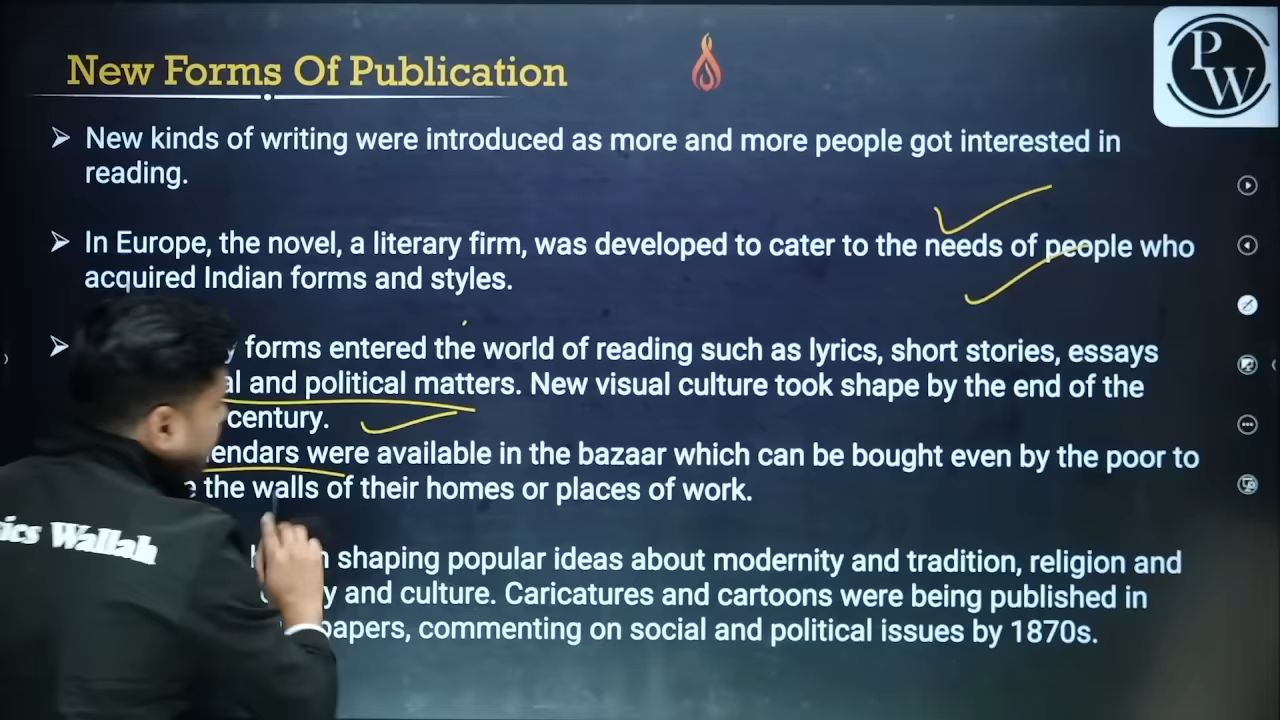 New Forms Of Publication
PW
New kinds of writing were introduced as more and more people got interested in
reading.
In Europe, the novel, a literary firm, was developed to cater to the needs of people who
acquired Indian forms and styles.
forms entered the world of reading such as lyrics, short stories, essays
and political matters. New visual culture took shape by the end of the
century.
were available in the bazaar which can be bought even by the poor to
the walls of their homes or places of work.
shaping popular ideas about modernity and tradition, religion and
and culture. Caricatures and cartoons were being published in
commenting on social and political issues by 1870s.
Wallah